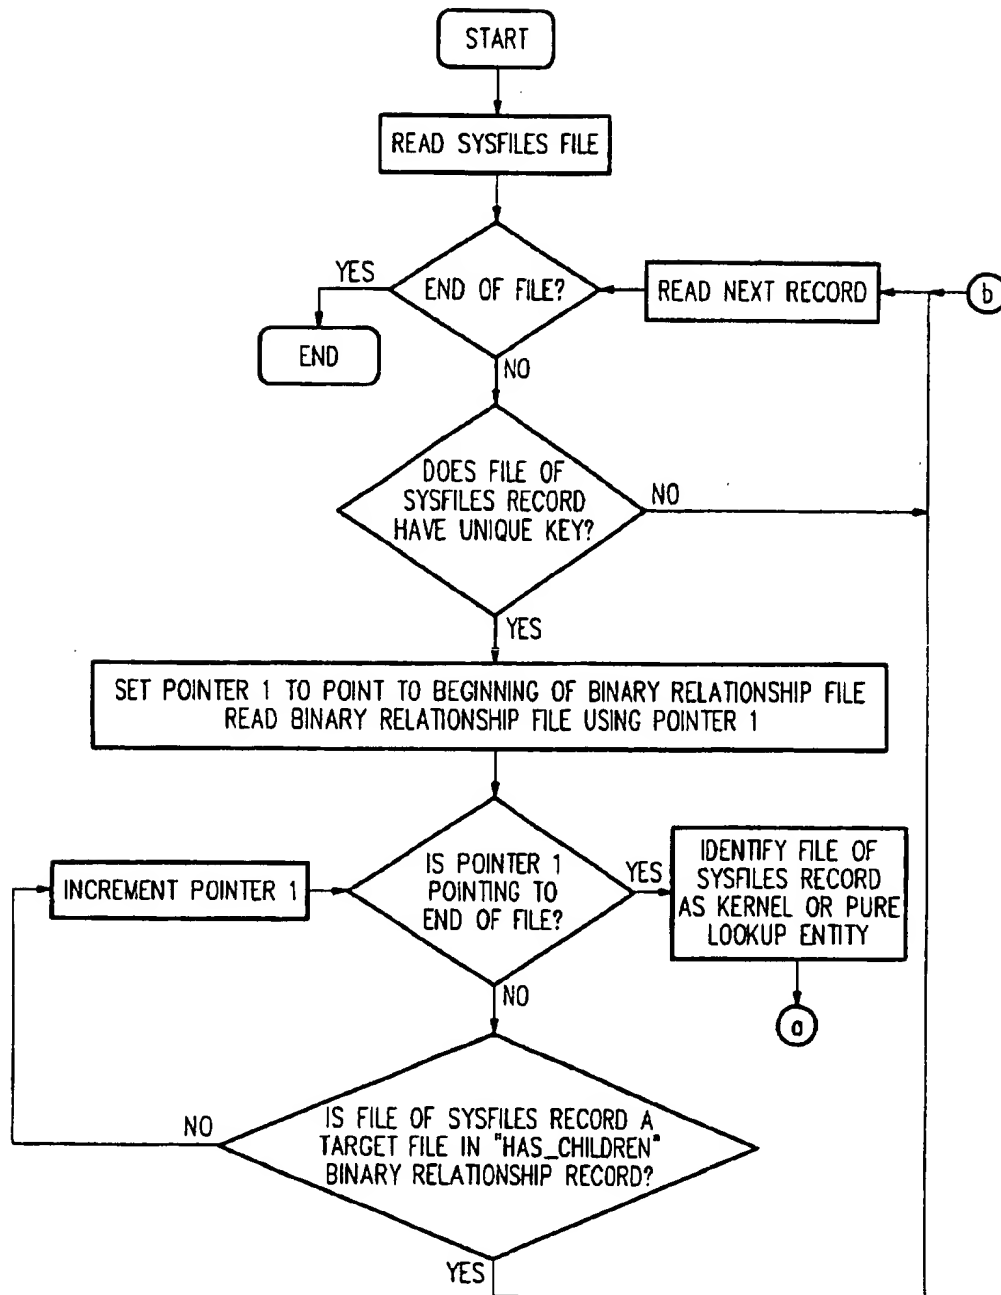 START
READ SYSFILES FILE
YES
END OF FILE?
READ NEXT RECORD
b
END
NO
DOES FILE OF
SYSFILES RECORD
HAVE UNIQUE KEY?
NO
YES
SET POINTER 1 TO POINT TO BEGINNING OF BINARY RELATIONSHIP FILE
READ BINARY RELATIONSHIP FILE USING POINTER 1
INCREMENT POINTER 1
IS POINTER 1
POINTING TO
END OF FILE?
YES
IDENTIFY FILE OF
SYSFILES RECORD
AS KERNEL OR PURE
LOOKUP ENTITY
NO
a
NO
IS FILE OF SYSFILES RECORD A
TARGET FILE IN "HAS_CHILDREN"
BINARY RELATIONSHIP RECORD?
YES